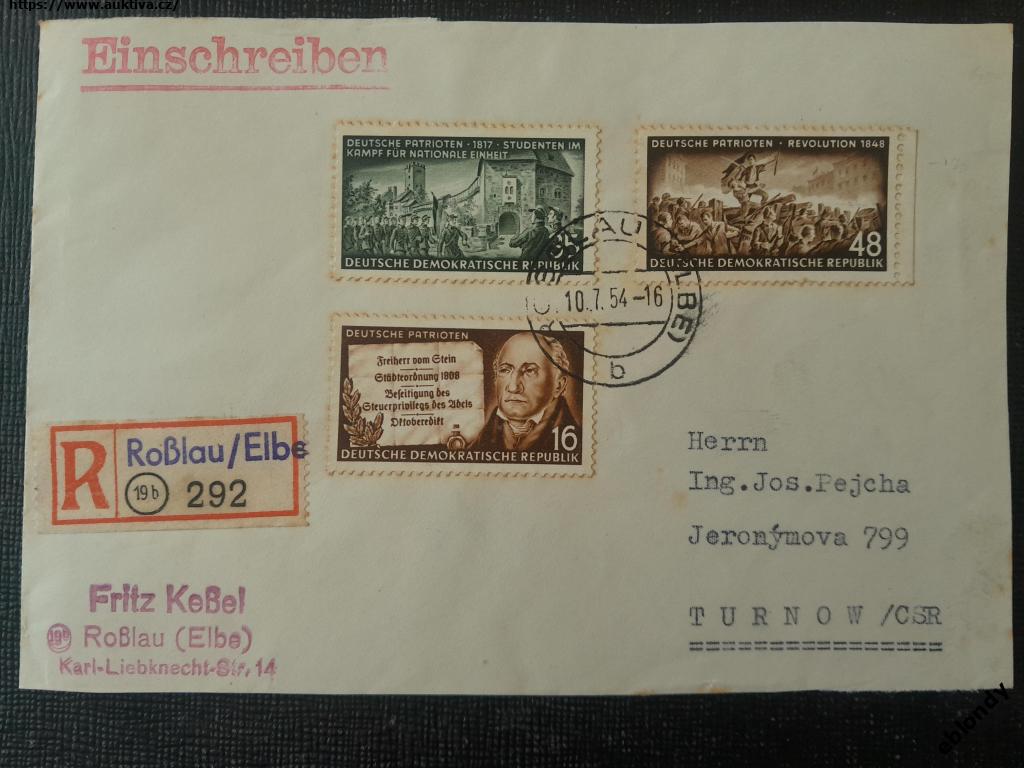 https://www.auktiva.cz/
Einschreiben
DEUTSCHE PATRIOTEN · 1817 · STUDENTEN IM
KAMPF FÜR NATIONALE EINHEIT
DEUTSCHE DEMOKRATISCHE REPUBLIK
DEUTSCHE PATRIOTEN · REVOLUTION 1848
48
DEUTSCHE DEMOKRATISCHE REPUBLIK
10.7.54-16
b
DEUTSCHE PATRIOTEN
Freiherr vom Stein
Städteordnung 1808
Beseitigung des
Steuerprivilegs des Adels
Oktoberedikt
16
DEUTSCHE DEMOKRATISCHE REPUBLIK
R
Roßlau/Elbe
19b 292
Herrn
Ing.Jos.Pejcha
Jeronýmova 799
T U R N O W /CSR
Fritz Keßel
19b Roßlau (Elbe)
Karl-Liebknecht-Str. 14
eblondy